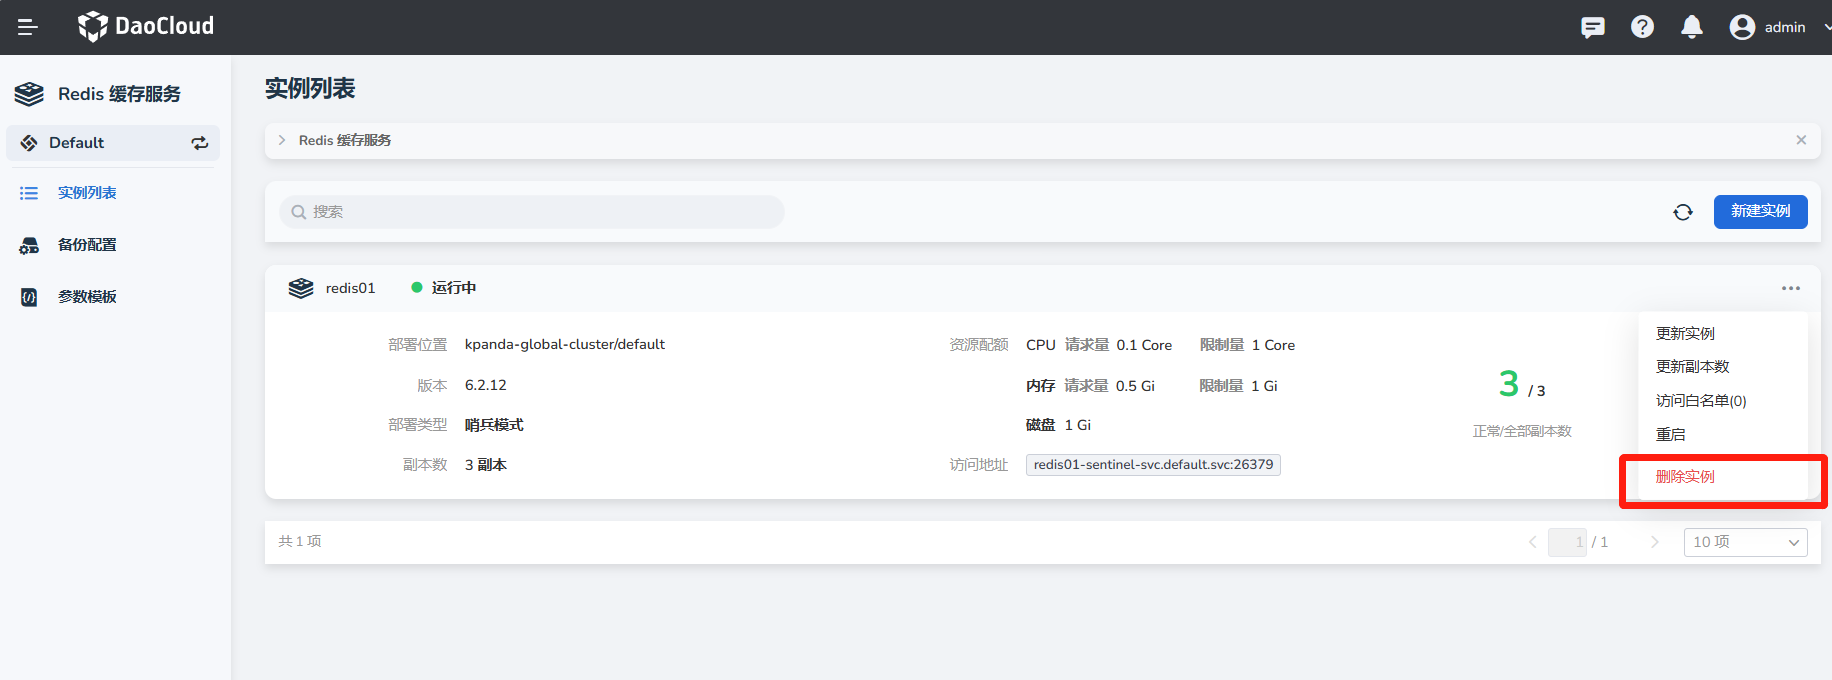 DaoCloud
admin
Redis 缓存服务
Default
实例列表
备份配置
参数模板
实例列表
Redis 缓存服务
搜索
新建实例
redis01 运行中
部署位置 kpanda-global-cluster/default
版本 6.2.12
部署类型 哨兵模式
副本数 3 副本
资源配额 CPU 请求量 0.1 Core 限制量 1 Core
内存 请求量 0.5 Gi 限制量 1 Gi
磁盘 1 Gi
访问地址 redis01-sentinel-svc.default.svc:26379
3 / 3
正常/全部副本数
更新实例
更新副本数
访问白名单(0)
重启
删除实例
共 1 项
1 / 1
10 项